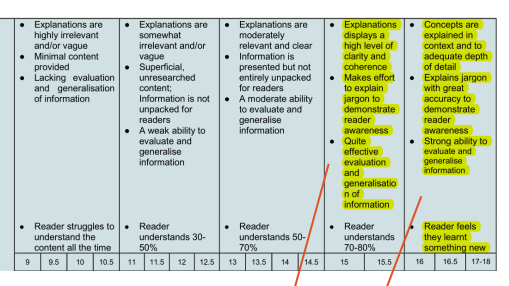 Explanations are
highly irrelevant
and/or vague
Minimal content
provided
Lacking evaluation
and generalisation
of information
Reader struggles to
understand the
content all the time
9 9.5 10 10.5
Explanations are
somewhat
irrelevant and/or
vague
Superficial,
unresearched
content;
Information is not
unpacked for
readers
A weak ability to
evaluate and
generalise
information
Reader
understands 30-
50%
11 11.5 12 12.5
Explanations are
moderately
relevant and clear
Information is
presented but not
entirely unpacked
for readers
A moderate ability
to evaluate and
generalise
information
Reader
understands 50-
70%
13 13.5 14 14.5
Explanations
displays a
high level of
clarity and
coherence
Makes effort
to explain
jargon to
demonstrate
reader
awareness
Quite
effective
evaluation
and
generalisatio
n of
information
Reader
understands
70-80%
15 15.5
Concepts are
explained in
context and to
adequate depth
of detail
Explains jargon
with great
accuracy to
demonstrate
reader
awareness
Strong ability to
evaluate and
generalise
information
Reader feels
they learnt
something new
16 16.5 17-18